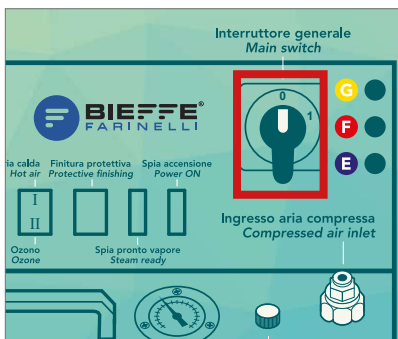 Interruttore generale
Main switch
0
1
G
F
E
BIEFFE®
FARINELLI
ia calda
Hot air
Finitura protettiva
Protective finishing
Spia accensione
Power ON
I
II
Ozono
Ozone
Spia pronto vapore
Steam ready
Ingresso aria compressa
Compressed air inlet